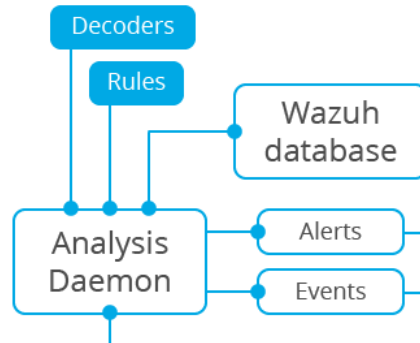 Decoders
Rules
Wazuh
database
Analysis
Daemon
Alerts
Events